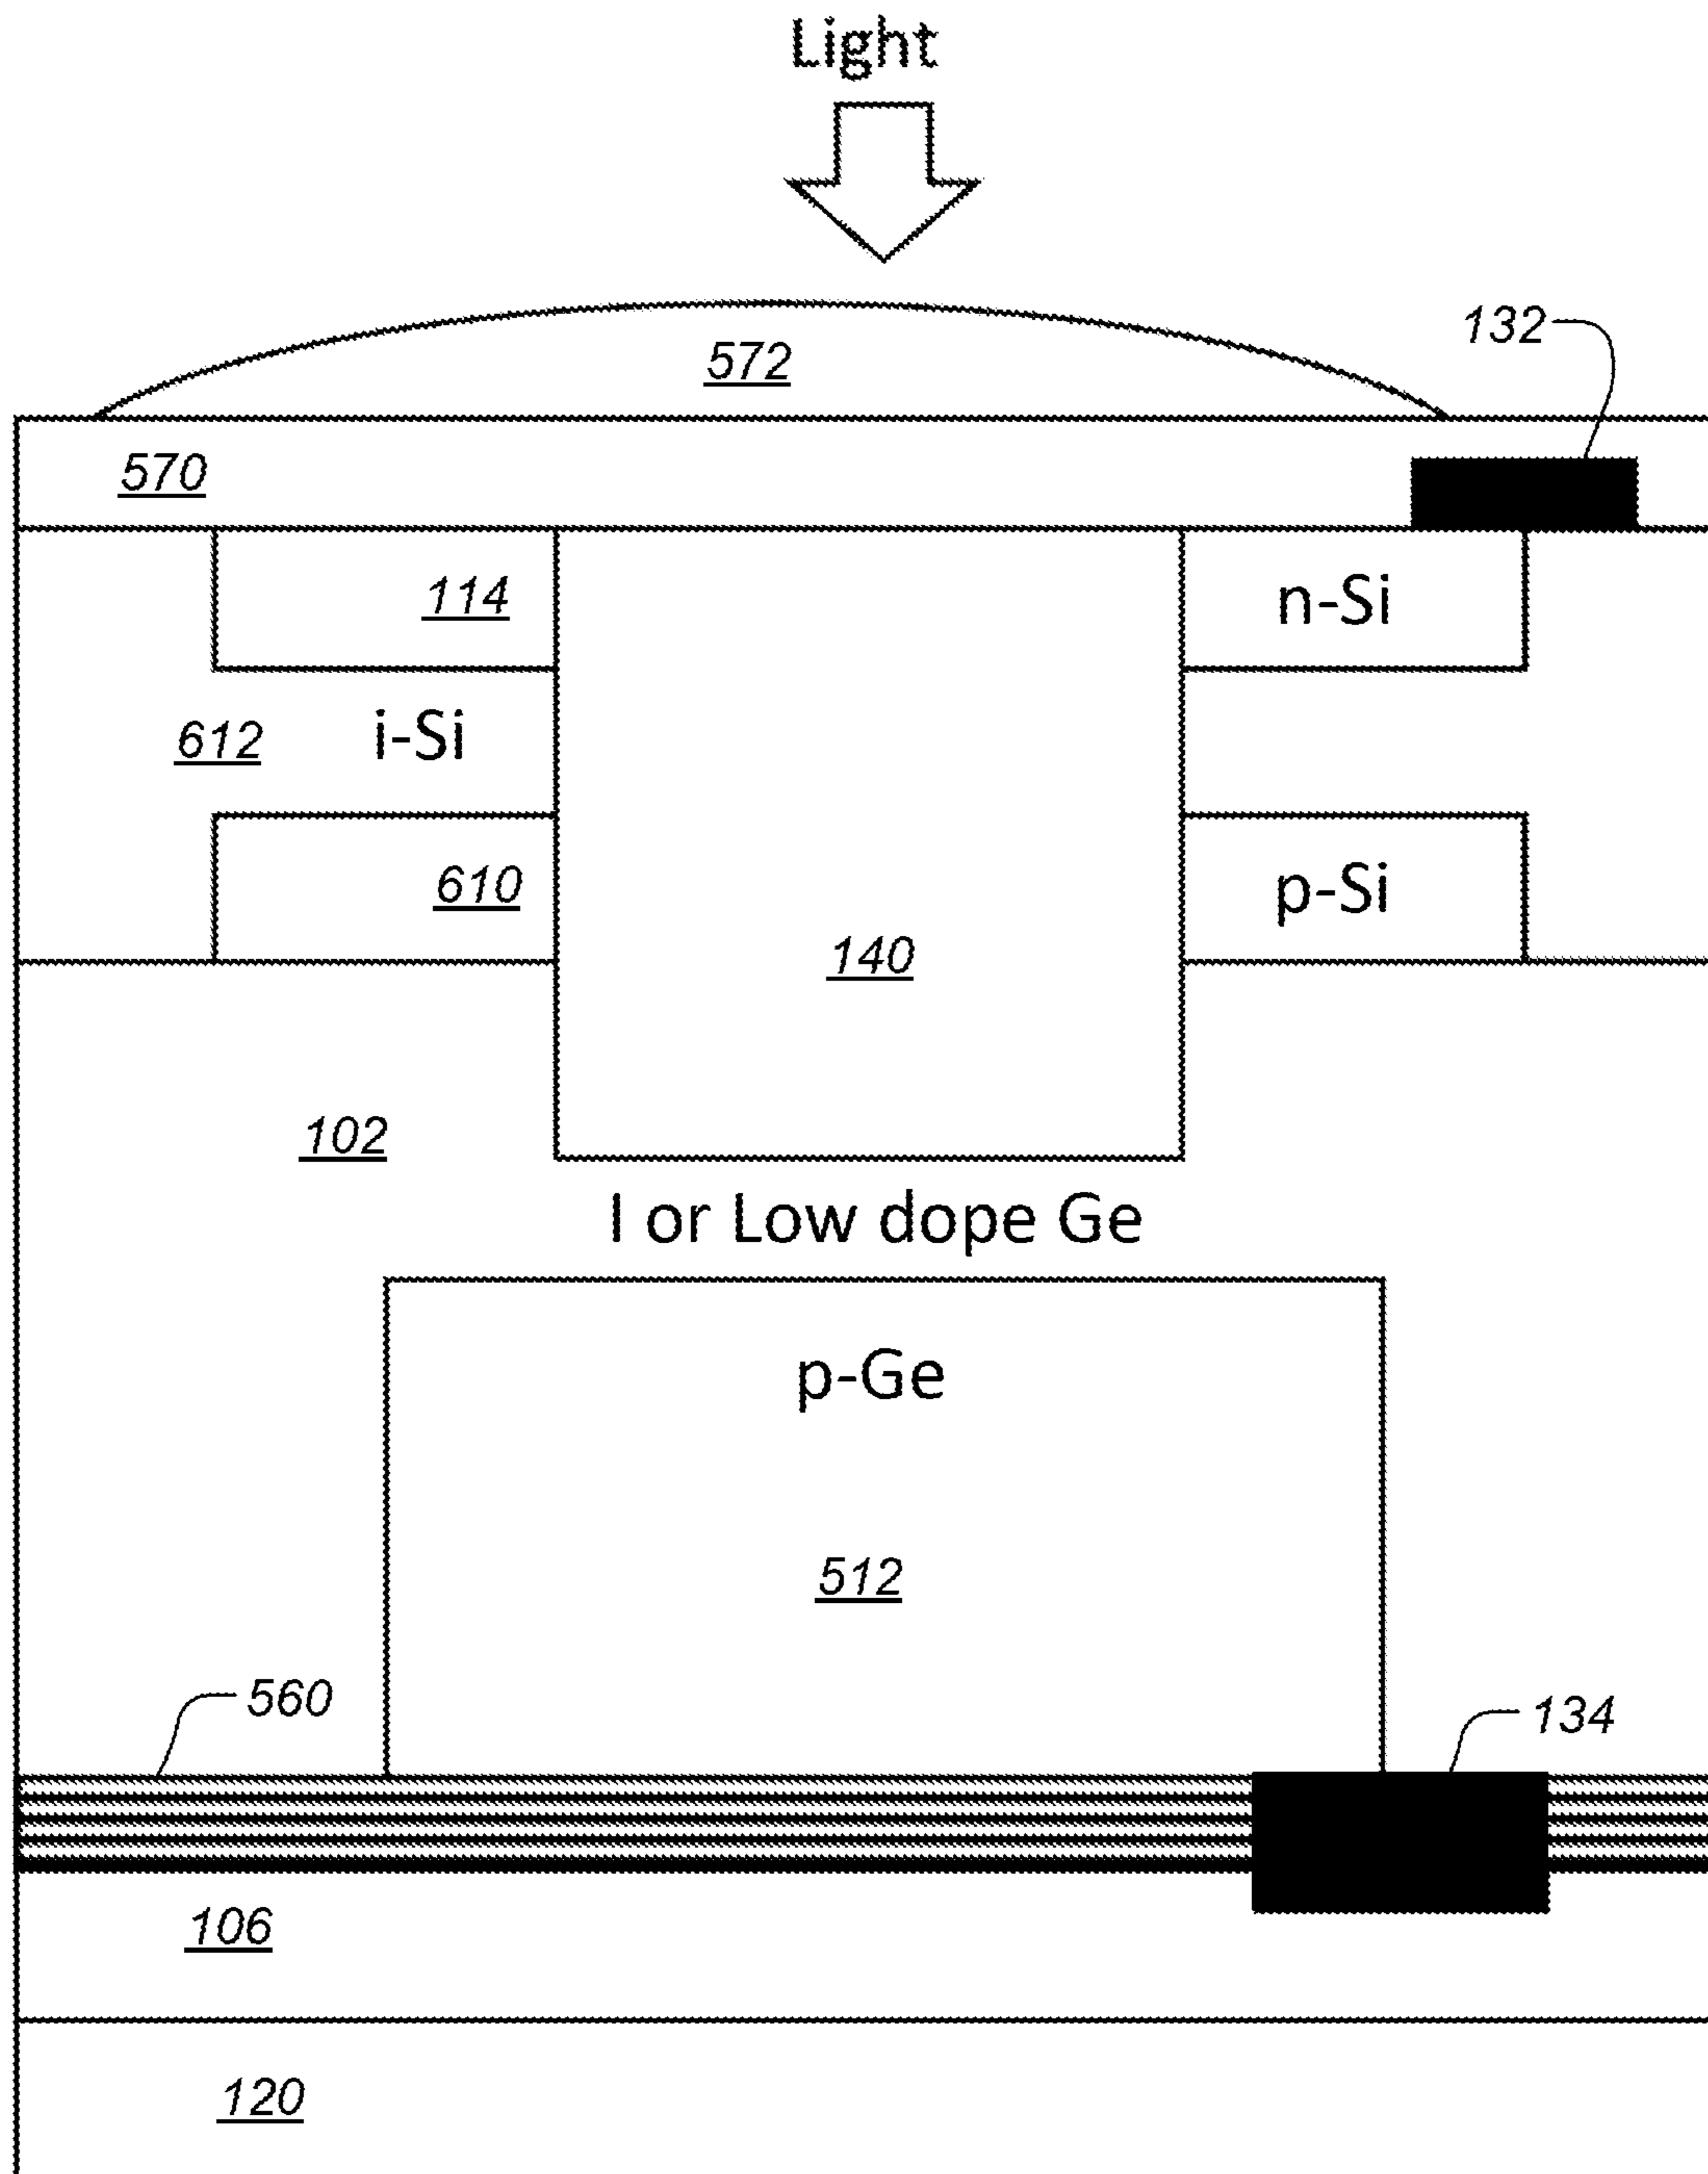 Light
132
572
570
114
n-Si
612
i-Si
610
p-Si
140
102
I or Low dope Ge
p-Ge
512
560
134
106
120